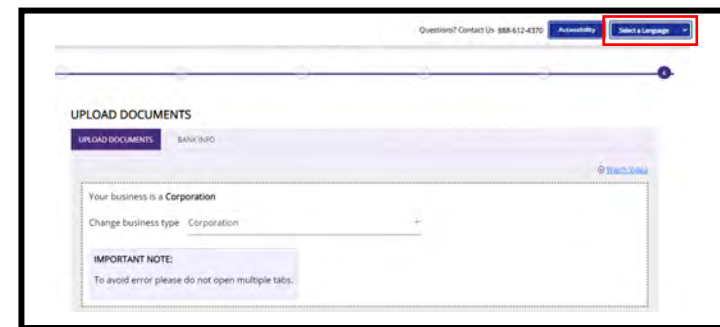 Questions? Contact Us 888-612-4370 Accessibility Select a Language
6
UPLOAD DOCUMENTS
UPLOAD DOCUMENTS BANK INFO
Watch Video
Your business is a Corporation
Change business type Corporation
IMPORTANT NOTE:
To avoid error please do not open multiple tabs.